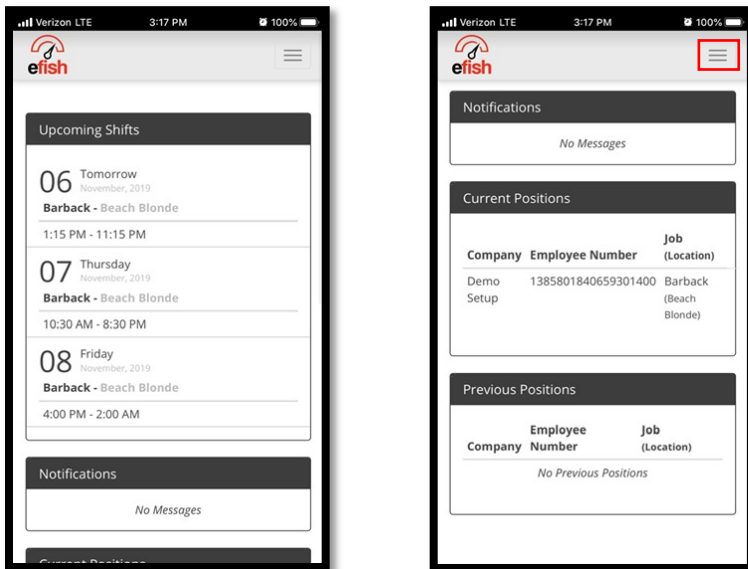 Verizon LTE 3:17 PM 100%
efish
Upcoming Shifts
06 Tomorrow
November, 2019
Barback - Beach Blonde
1:15 PM - 11:15 PM
07 Thursday
November, 2019
Barback - Beach Blonde
10:30 AM - 8:30 PM
08 Friday
November, 2019
Barback - Beach Blonde
4:00 PM - 2:00 AM
Notifications
No Messages
Current Positions
Verizon LTE 3:17 PM 100%
efish
Notifications
No Messages
Current Positions
Job
Company Employee Number (Location)
Demo 1385801840659301400 Barback
Setup (Beach
Blonde)
Previous Positions
Employee Job
Company Number (Location)
No Previous Positions